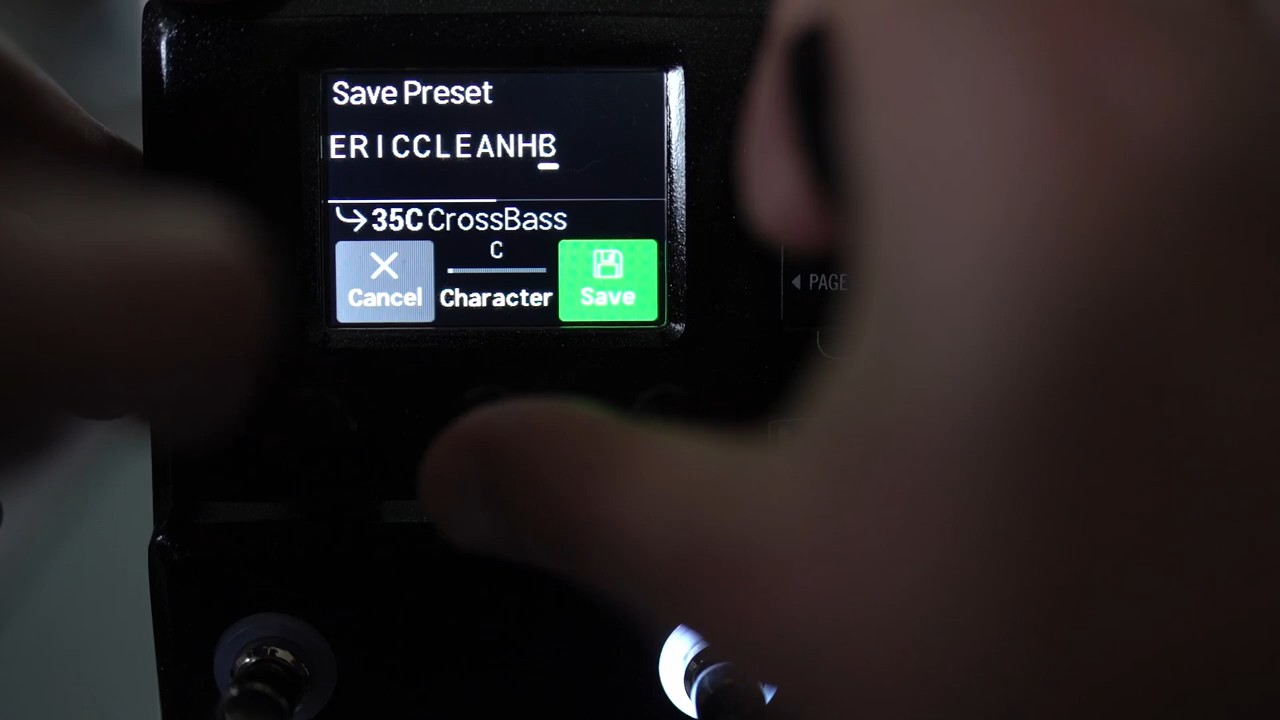 Save Preset
ERICCLEANHB
35C CrossBass
C
Cancel Character Save
PAGE